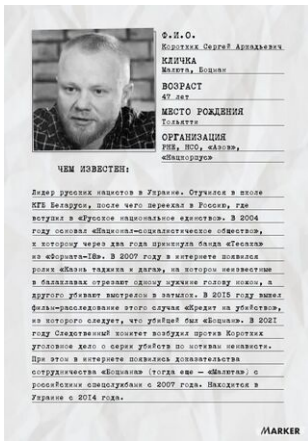 Ф.И.О.
Коротких Сергей Аркадьевич
КЛИЧКА
Малюта, Боцман
ВОЗРАСТ
47 лет
МЕСТО РОЖДЕНИЯ
Тольятти
ОРГАНИЗАЦИЯ
РНЕ, НСО, «Азов»,
«Нацкорпус»
ЧЕМ ИЗВЕСТЕН:
Лидер русских нацистов в Украине. Отучился в школе
КГБ Беларуси, после чего переехал в Россию, где
вступил в «Русское национальное единство». В 2004
году основал «Национал-социалистическое общество»,
к которому через два года примкнула банда «Тесака»
из «Формата-18». В 2007 году в интернете появился
ролик «Казнь таджика и дага», на котором неизвестные
в балаклавах отрезают одному мужчине голову ножом, а
другого убивают выстрелом в затылок. В 2015 году вышел
фильм-расследование этого случая «Кредит на убийство»,
из которого следует, что убийцей был «Боцман». В 2021
году Следственный комитет возбудил против Коротких
уголовное дело о серии убийств по мотивам ненависти.
При этом в интернете появились доказательства
сотрудничества «Боцмана» (тогда еще – «Малюта») с
российскими спецслужбами с 2007 года. Находится в
Украине с 2014 года.
MARKER